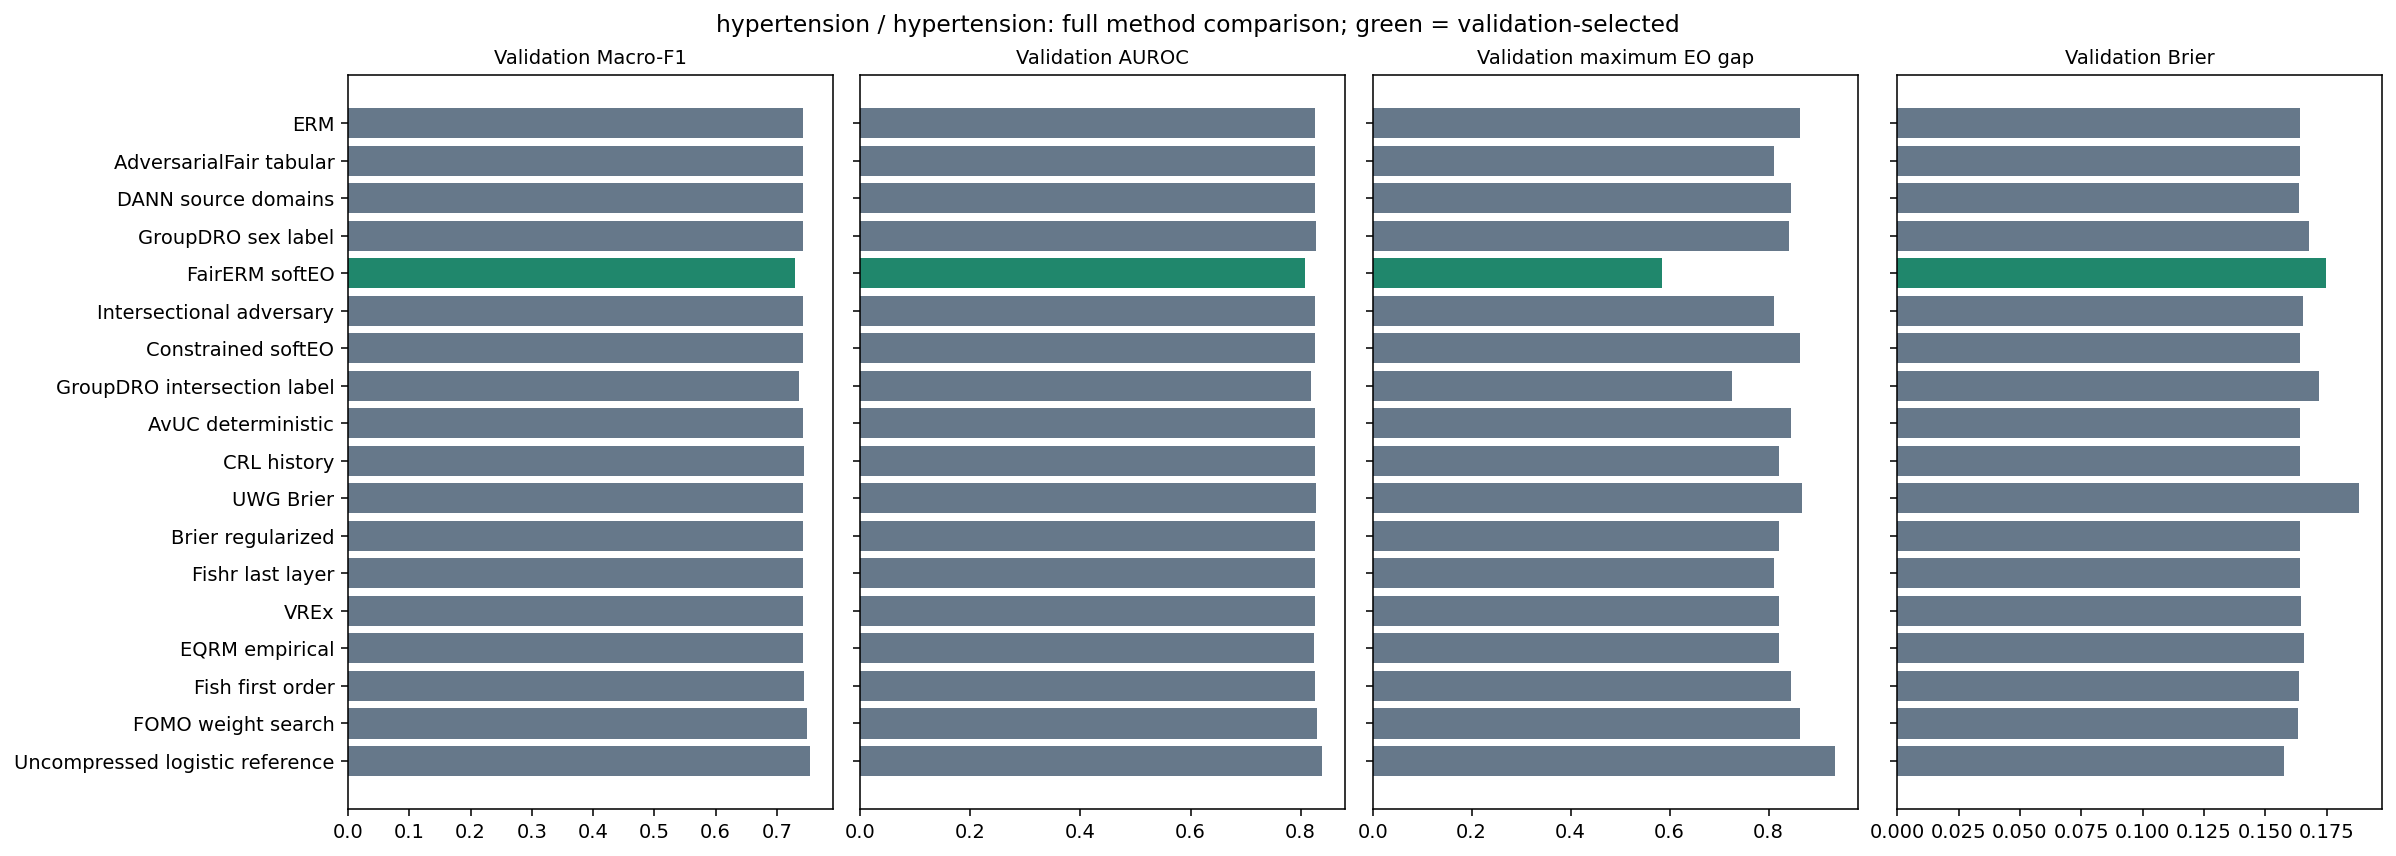 hypertension / hypertension: full method comparison; green = validation-selected
Validation Macro-F1
Validation AUROC
Validation maximum EO gap
Validation Brier
ERM
AdversarialFair tabular
DANN source domains
GroupDRO sex label
FairERM softEO
Intersectional adversary
Constrained softEO
GroupDRO intersection label
AvUC deterministic
CRL history
UWG Brier
Brier regularized
Fishr last layer
VREx
EQRM empirical
Fish first order
FOMO weight search
Uncompressed logistic reference
0.0 0.1 0.2 0.3 0.4 0.5 0.6 0.7
0.0 0.2 0.4 0.6 0.8
0.0 0.2 0.4 0.6 0.8
0.000 0.025 0.050 0.075 0.100 0.125 0.150 0.175